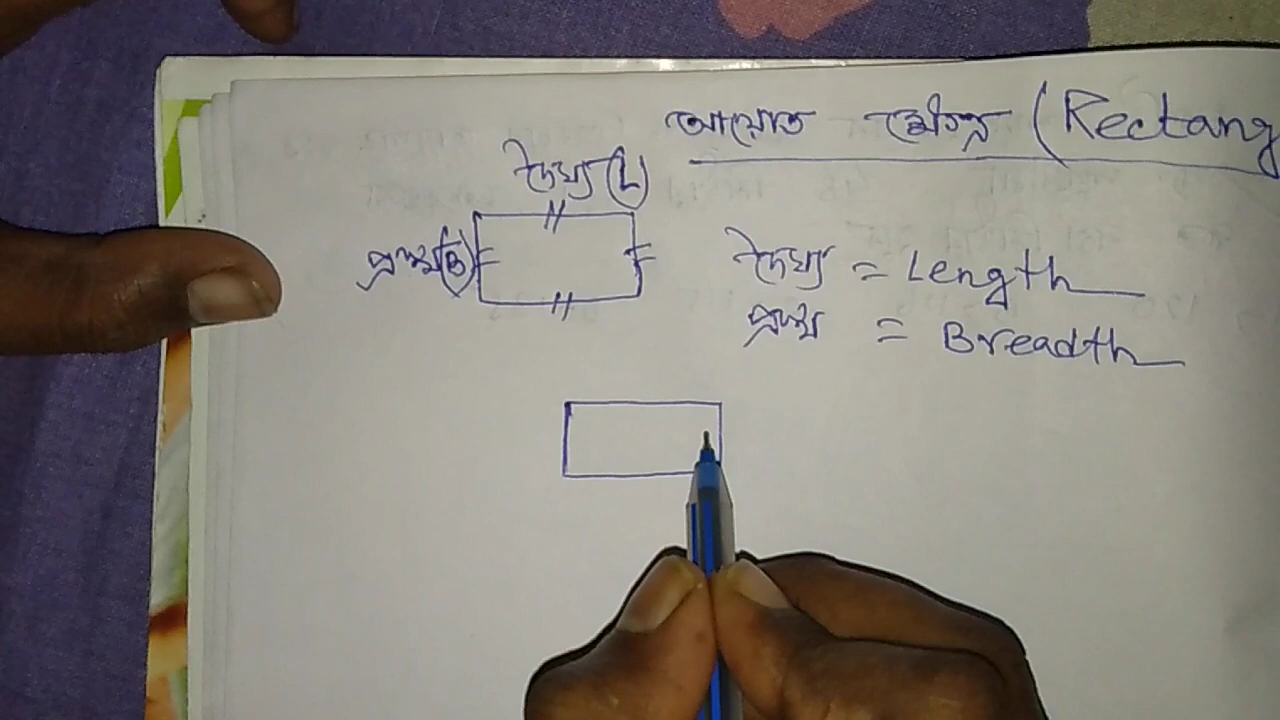 আয়োত ক্ষেত্র (Rectang
দৈঘ্য (L)
প্রস্থ (B)
দৈঘ্য = Length
প্রস্থ = Breadth